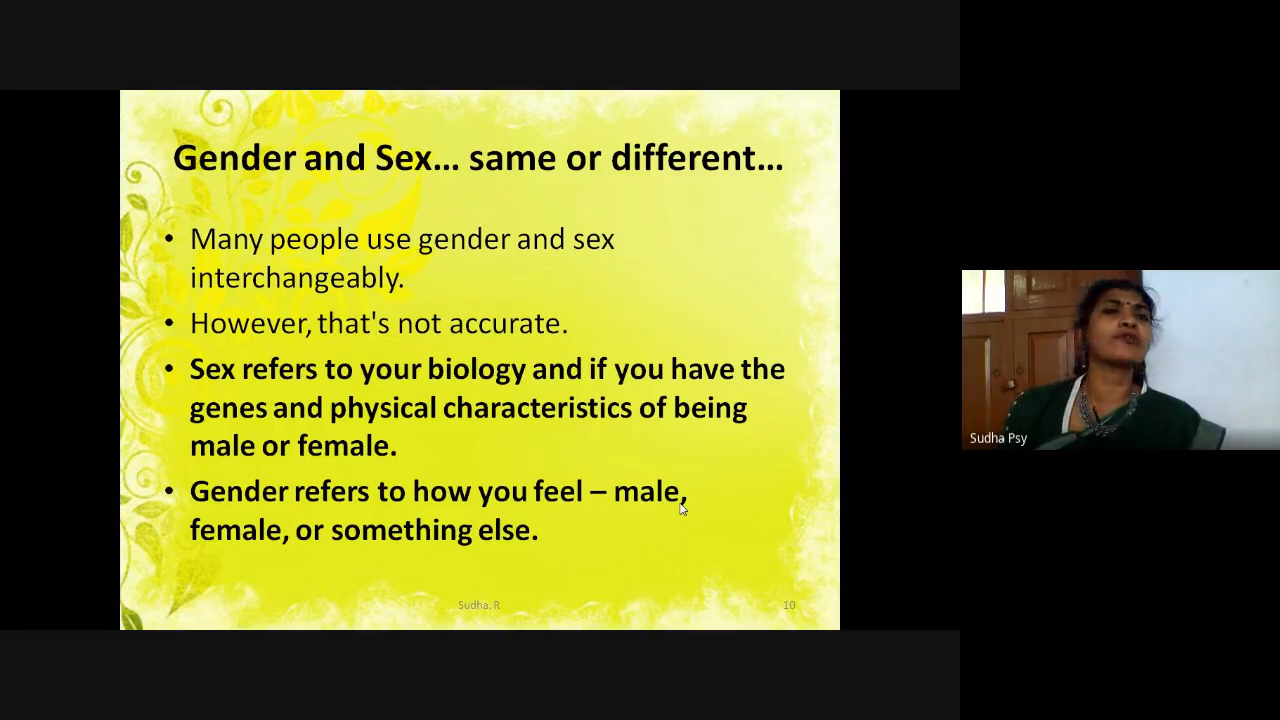 Gender and Sex... same or different...
• Many people use gender and sex
interchangeably.
• However, that's not accurate.
• Sex refers to your biology and if you have the
genes and physical characteristics of being
male or female.
• Gender refers to how you feel – male,
female, or something else.
Sudha. R
10
Sudha Psy